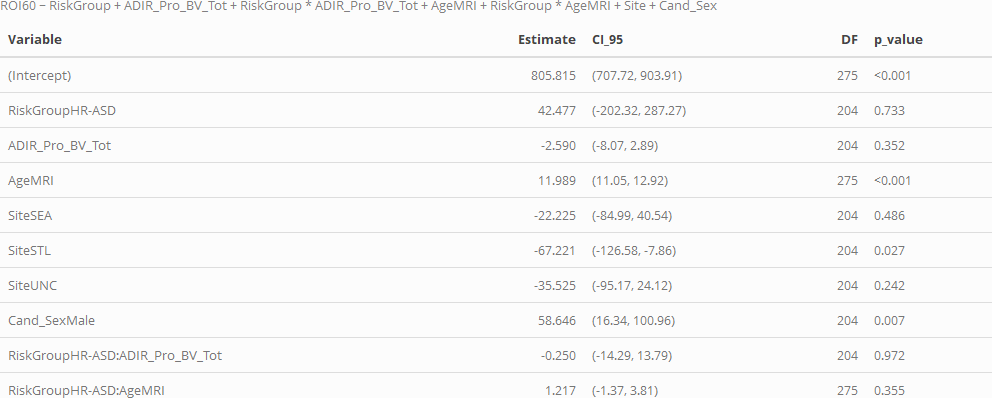 ROI60 ~ RiskGroup + ADIR_Pro_BV_Tot + RiskGroup * ADIR_Pro_BV_Tot + AgeMRI + RiskGroup * AgeMRI + Site + Cand_Sex
Variable Estimate CI_95 DF p_value
(Intercept) 805.815 (707.72, 903.91) 275 <0.001
RiskGroupHR-ASD 42.477 (-202.32, 287.27) 204 0.733
ADIR_Pro_BV_Tot -2.590 (-8.07, 2.89) 204 0.352
AgeMRI 11.989 (11.05, 12.92) 275 <0.001
SiteSEA -22.225 (-84.99, 40.54) 204 0.486
SiteSTL -67.221 (-126.58, -7.86) 204 0.027
SiteUNC -35.525 (-95.17, 24.12) 204 0.242
Cand_SexMale 58.646 (16.34, 100.96) 204 0.007
RiskGroupHR-ASD:ADIR_Pro_BV_Tot -0.250 (-14.29, 13.79) 204 0.972
RiskGroupHR-ASD:AgeMRI 1.217 (-1.37, 3.81) 275 0.355